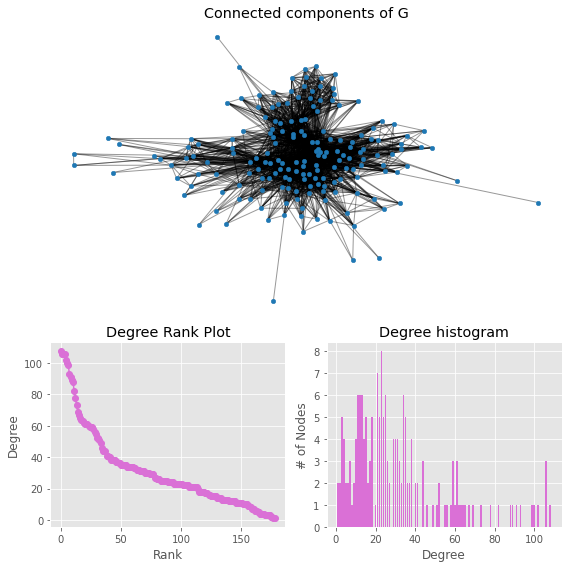 Connected components of G
Degree Rank Plot
Degree
100
80
60
40
20
0
0 50 100 150
Rank
Degree histogram
# of Nodes
8
7
6
5
4
3
2
1
0
0 20 40 60 80 100
Degree